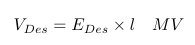 V_{Des} = E_{Des} × l MV